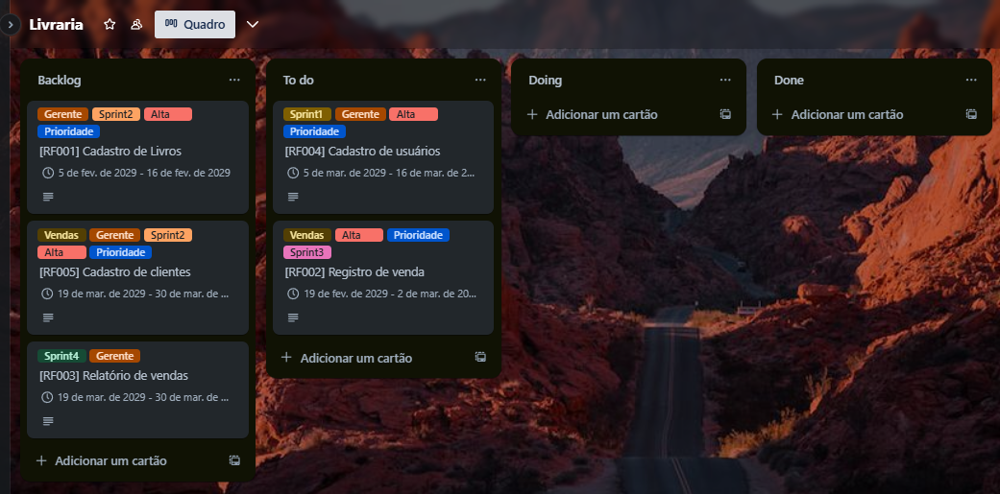 Livraria Quadro
Backlog
Gerente Sprint2 Alta
Prioridade
[RF001] Cadastro de Livros
5 de fev. de 2029 - 16 de fev. de 2029
Vendas Gerente Sprint2
Alta Prioridade
[RF005] Cadastro de clientes
19 de mar. de 2029 - 30 de mar. de ...
Sprint4 Gerente
[RF003] Relatório de vendas
19 de mar. de 2029 - 30 de mar. de ...
+ Adicionar um cartão
To do
Sprint1 Gerente Alta
Prioridade
[RF004] Cadastro de usuários
5 de mar. de 2029 - 16 de mar. de 2...
Vendas Alta Prioridade
Sprint3
[RF002] Registro de venda
19 de fev. de 2029 - 2 de mar. de 20...
+ Adicionar um cartão
Doing
+ Adicionar um cartão
Done
+ Adicionar um cartão